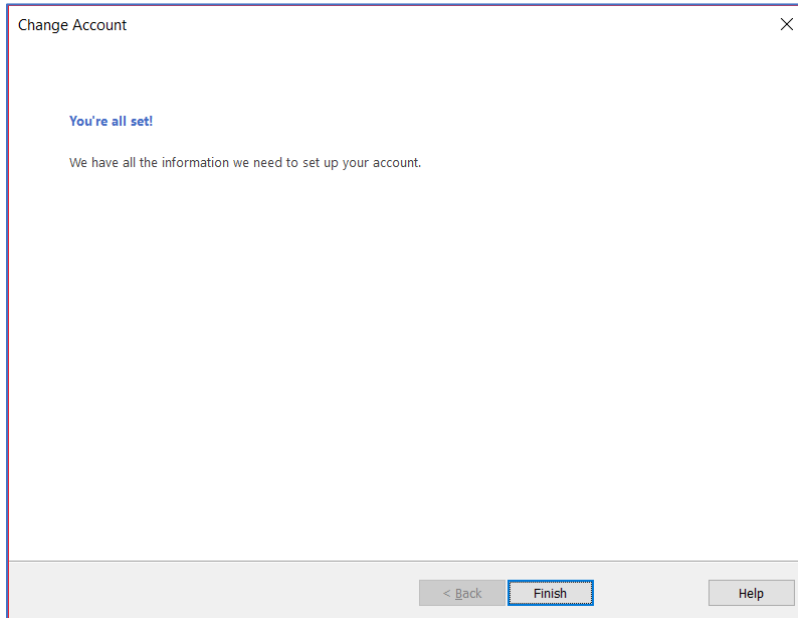 Change Account
You're all set!
We have all the information we need to set up your account.
< Back
Finish
Help